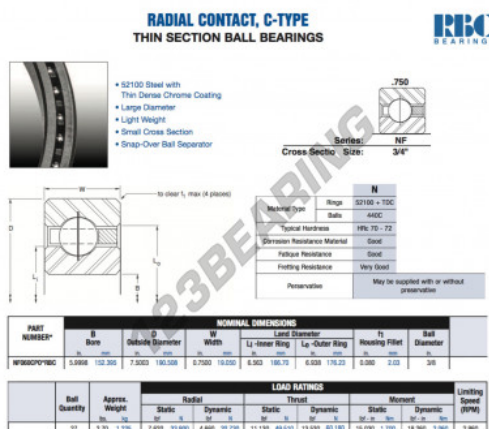 RADIAL CONTACT, C-TYPE
THIN SECTION BALL BEARINGS
RBC
BEARINGS
• 52100 Steel with
Thin Dense Chrome Coating
• Large Diameter
• Light Weight
• Small Cross Section
• Snap-Over Ball Separator
.750
Series: NF
Cross Sectio Size: 3/4"
W
to clear f₁ max (4 places)
D
B
N
Material Type Rings 52100 + TDC
Balls 440C
Typical Hardness HRc 70 - 72
Corrosion Resistance Material Good
Fatigue Resistance Good
Fretting Resistance Very Good
Preservative May be supplied with or without
preservative
123BEARING
NOMINAL DIMENSIONS
PART NUMBER* B Bore D Outside Diameter W Width Land Diameter f₁ Housing Fillet Ball Diameter
L₁ -Inner Ring L₀ -Outer Ring
in. mm in. mm in. mm in. mm in. mm in. mm in.
5.9998 152.395 7.5003 190.508 0.7500 19.050 6.563 166.70 6.938 176.23 0.080 2.03 3/8
LOAD RATINGS
Ball Quantity Approx. Weight Radial Thrust Moment Limiting Speed (RPM)
Static Dynamic Static Dynamic Static Dynamic